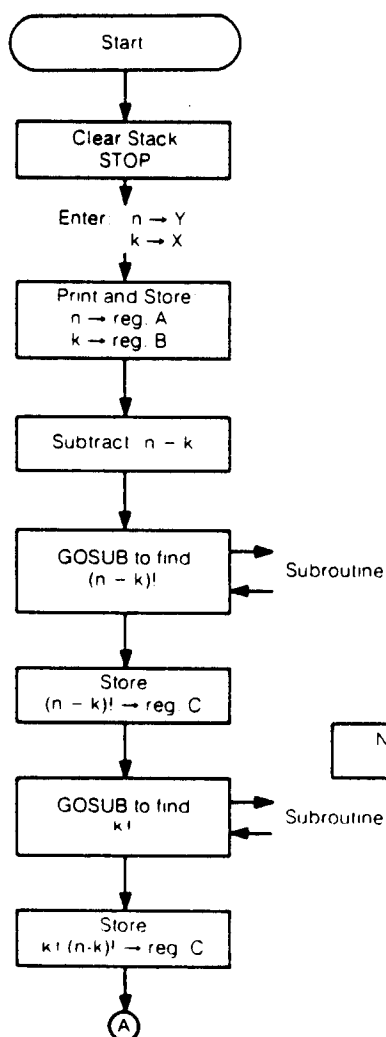 Start
Clear Stack
STOP
Enter: n → Y
k → X
Print and Store
n → reg. A
k → reg. B
Subtract n - k
GOSUB to find
(n - k)!
Subroutine
Store
(n - k)! → reg. C
N
GOSUB to find
k!
Subroutine
Store
k! (n-k)! → reg. C
A